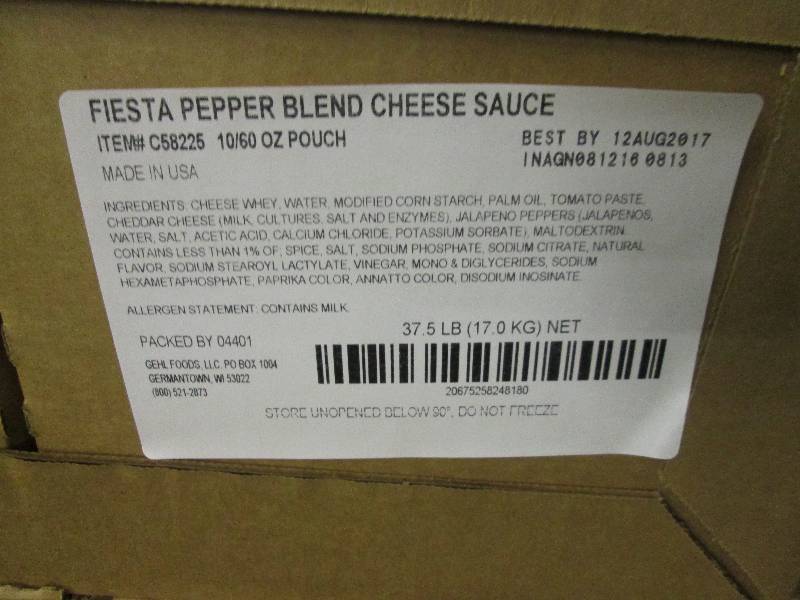 FIESTA PEPPER BLEND CHEESE SAUCE
ITEM# C58225 10/60 OZ POUCH
BEST BY 12AUG2017
INAGN081216 0813
MADE IN USA
INGREDIENTS: CHEESE WHEY, WATER, MODIFIED CORN STARCH, PALM OIL, TOMATO PASTE,
CHEDDAR CHEESE (MILK, CULTURES, SALT AND ENZYMES), JALAPENO PEPPERS (JALAPENOS,
WATER, SALT, ACETIC ACID, CALCIUM CHLORIDE, POTASSIUM SORBATE), MALTODEXTRIN.
CONTAINS LESS THAN 1% OF; SPICE, SALT, SODIUM PHOSPHATE, SODIUM CITRATE, NATURAL
FLAVOR, SODIUM STEAROYL LACTYLATE, VINEGAR, MONO & DIGLYCERIDES, SODIUM
HEXAMETAPHOSPHATE, PAPRIKA COLOR, ANNATTO COLOR, DISODIUM INOSINATE.
ALLERGEN STATEMENT: CONTAINS MILK.
37.5 LB (17.0 KG) NET
PACKED BY 04401
GEHL FOODS, LLC. PO BOX 1004
GERMANTOWN, WI 53022
(800) 521-2873
20675258248180
STORE UNOPENED BELOW 90°, DO NOT FREEZE